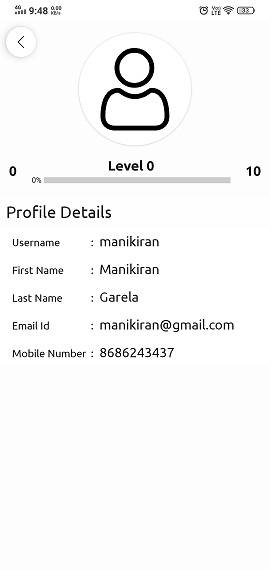 4G 9:48 0.00 KB/s Vo) LTE 33
Level 0
0 10
0%
Profile Details
Username : manikiran
First Name : Manikiran
Last Name : Garela
Email Id : manikiran@gmail.com
Mobile Number : 8686243437